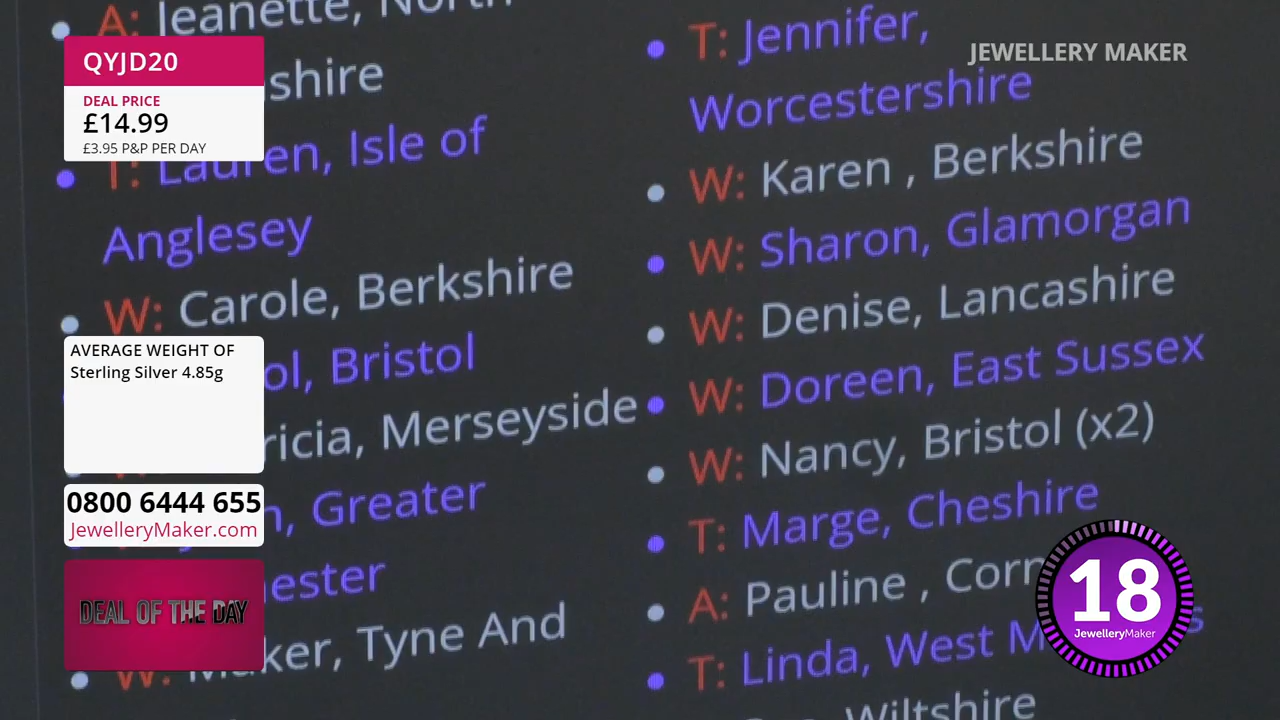 QYJD20
DEAL PRICE
£14.99
£3.95 P&P PER DAY
AVERAGE WEIGHT OF
Sterling Silver 4.85g
0800 6444 655
JewelleryMaker.com
DEAL OF THE DAY
A: Jeanette, North
shire
T: Lauren, Isle of
Anglesey
W: Carole, Berkshire
ol, Bristol
ricia, Merseyside
n, Greater
hester
W: ker, Tyne And
JEWELLERY MAKER
T: Jennifer,
Worcestershire
W: Karen , Berkshire
W: Sharon, Glamorgan
W: Denise, Lancashire
W: Doreen, East Sussex
W: Nancy, Bristol (x2)
T: Marge, Cheshire
A: Pauline , Corn
T: Linda, West M s
Wiltshire
18
JewelleryMaker